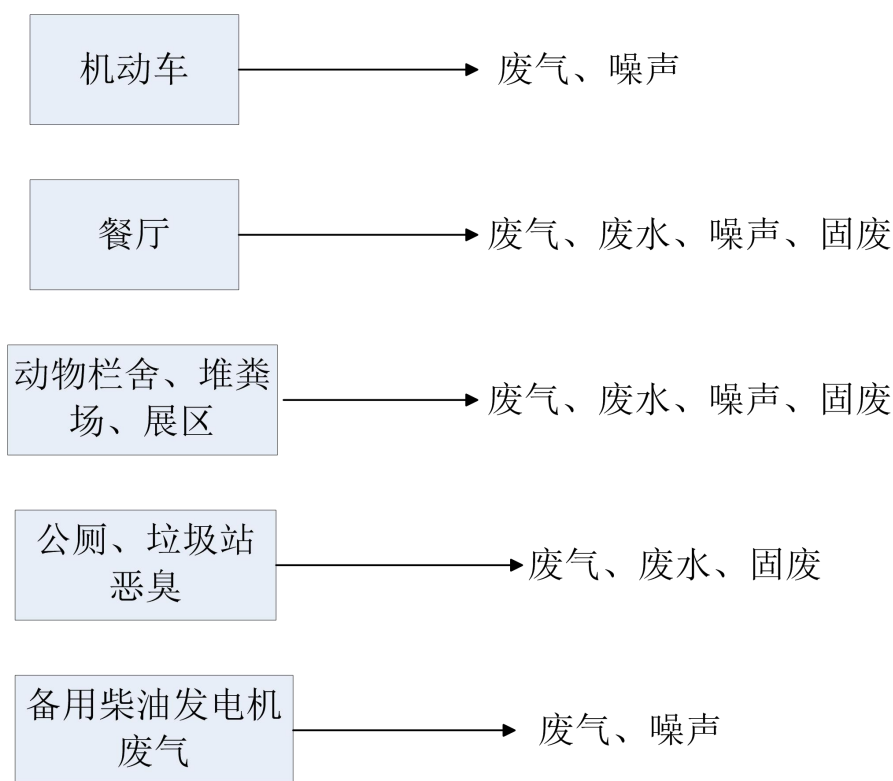 机动车
废气、噪声
餐厅
废气、废水、噪声、固废
动物栏舍、堆粪
场、展区
废气、废水、噪声、固废
公厕、垃圾站
恶臭
废气、废水、固废
备用柴油发电机
废气
废气、噪声